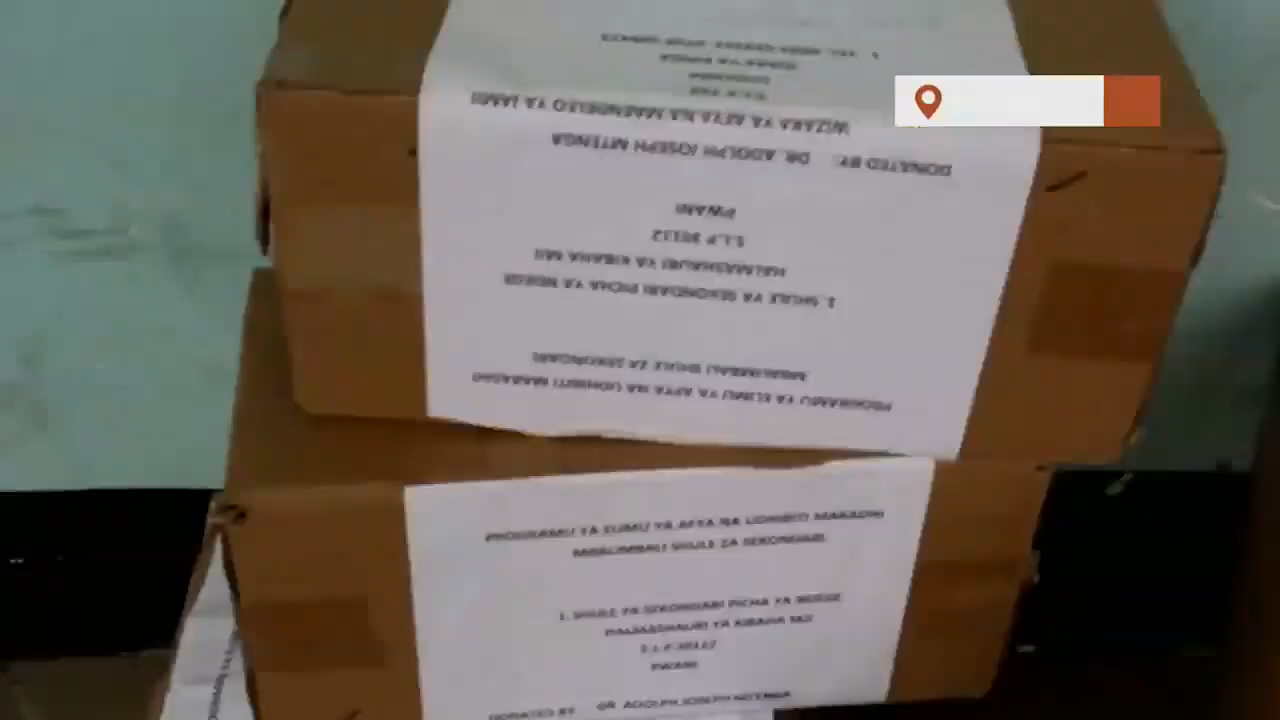 PROGRAMU YA ELIMU YA AFYA NA UDHIBITI MARADHI
MBALIMBALI SHULE ZA SEKONDARI
2. SHULE YA SEKONDARI PICHA YA NDEGE
HALMASHAURI YA KIBAHA MJI
S.L.P 30112
PWANI
DONATED BY: DR. ADOLPH JOSEPH MTENGA
WIZARA YA AFYA NA MAENDELEO YA JAMII
PROGRAMU YA ELIMU YA AFYA NA UDHIBITI MARADHI
MBALIMBALI SHULE ZA SEKONDARI
1. SHULE YA SEKONDARI PICHA YA NDEGE
HALMASHAURI YA KIBAHA MJI
S.L.P 30112
PWANI
DONATED BY DR ADOLPH JOSEPH MTENGA